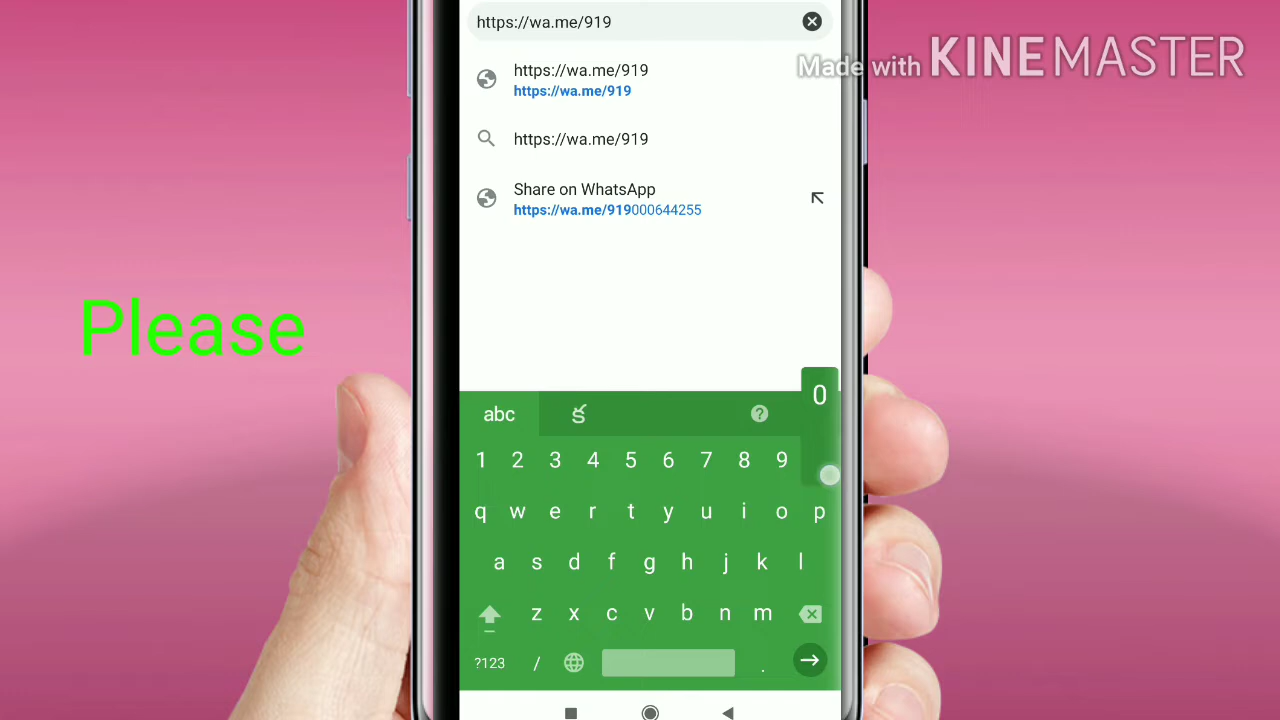 https://wa.me/919
Made with KINEMASTER
https://wa.me/919
https://wa.me/919
https://wa.me/919
Share on WhatsApp
https://wa.me/919000644255
Please
0
abc క
?
1 2 3 4 5 6 7 8 9
q w e r t y u i o p
a s d f g h j k l
z x c v b n m
?123 / .